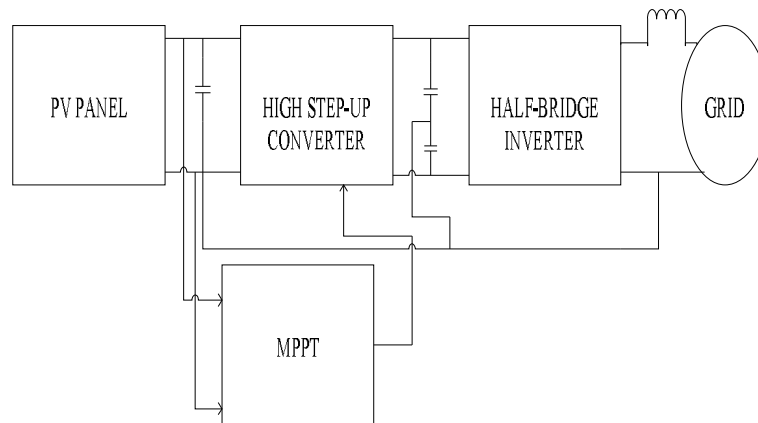 PV PANEL
HIGH STEP-UP
CONVERTER
HALF-BRIDGE
INVERTER
GRID
MPPT